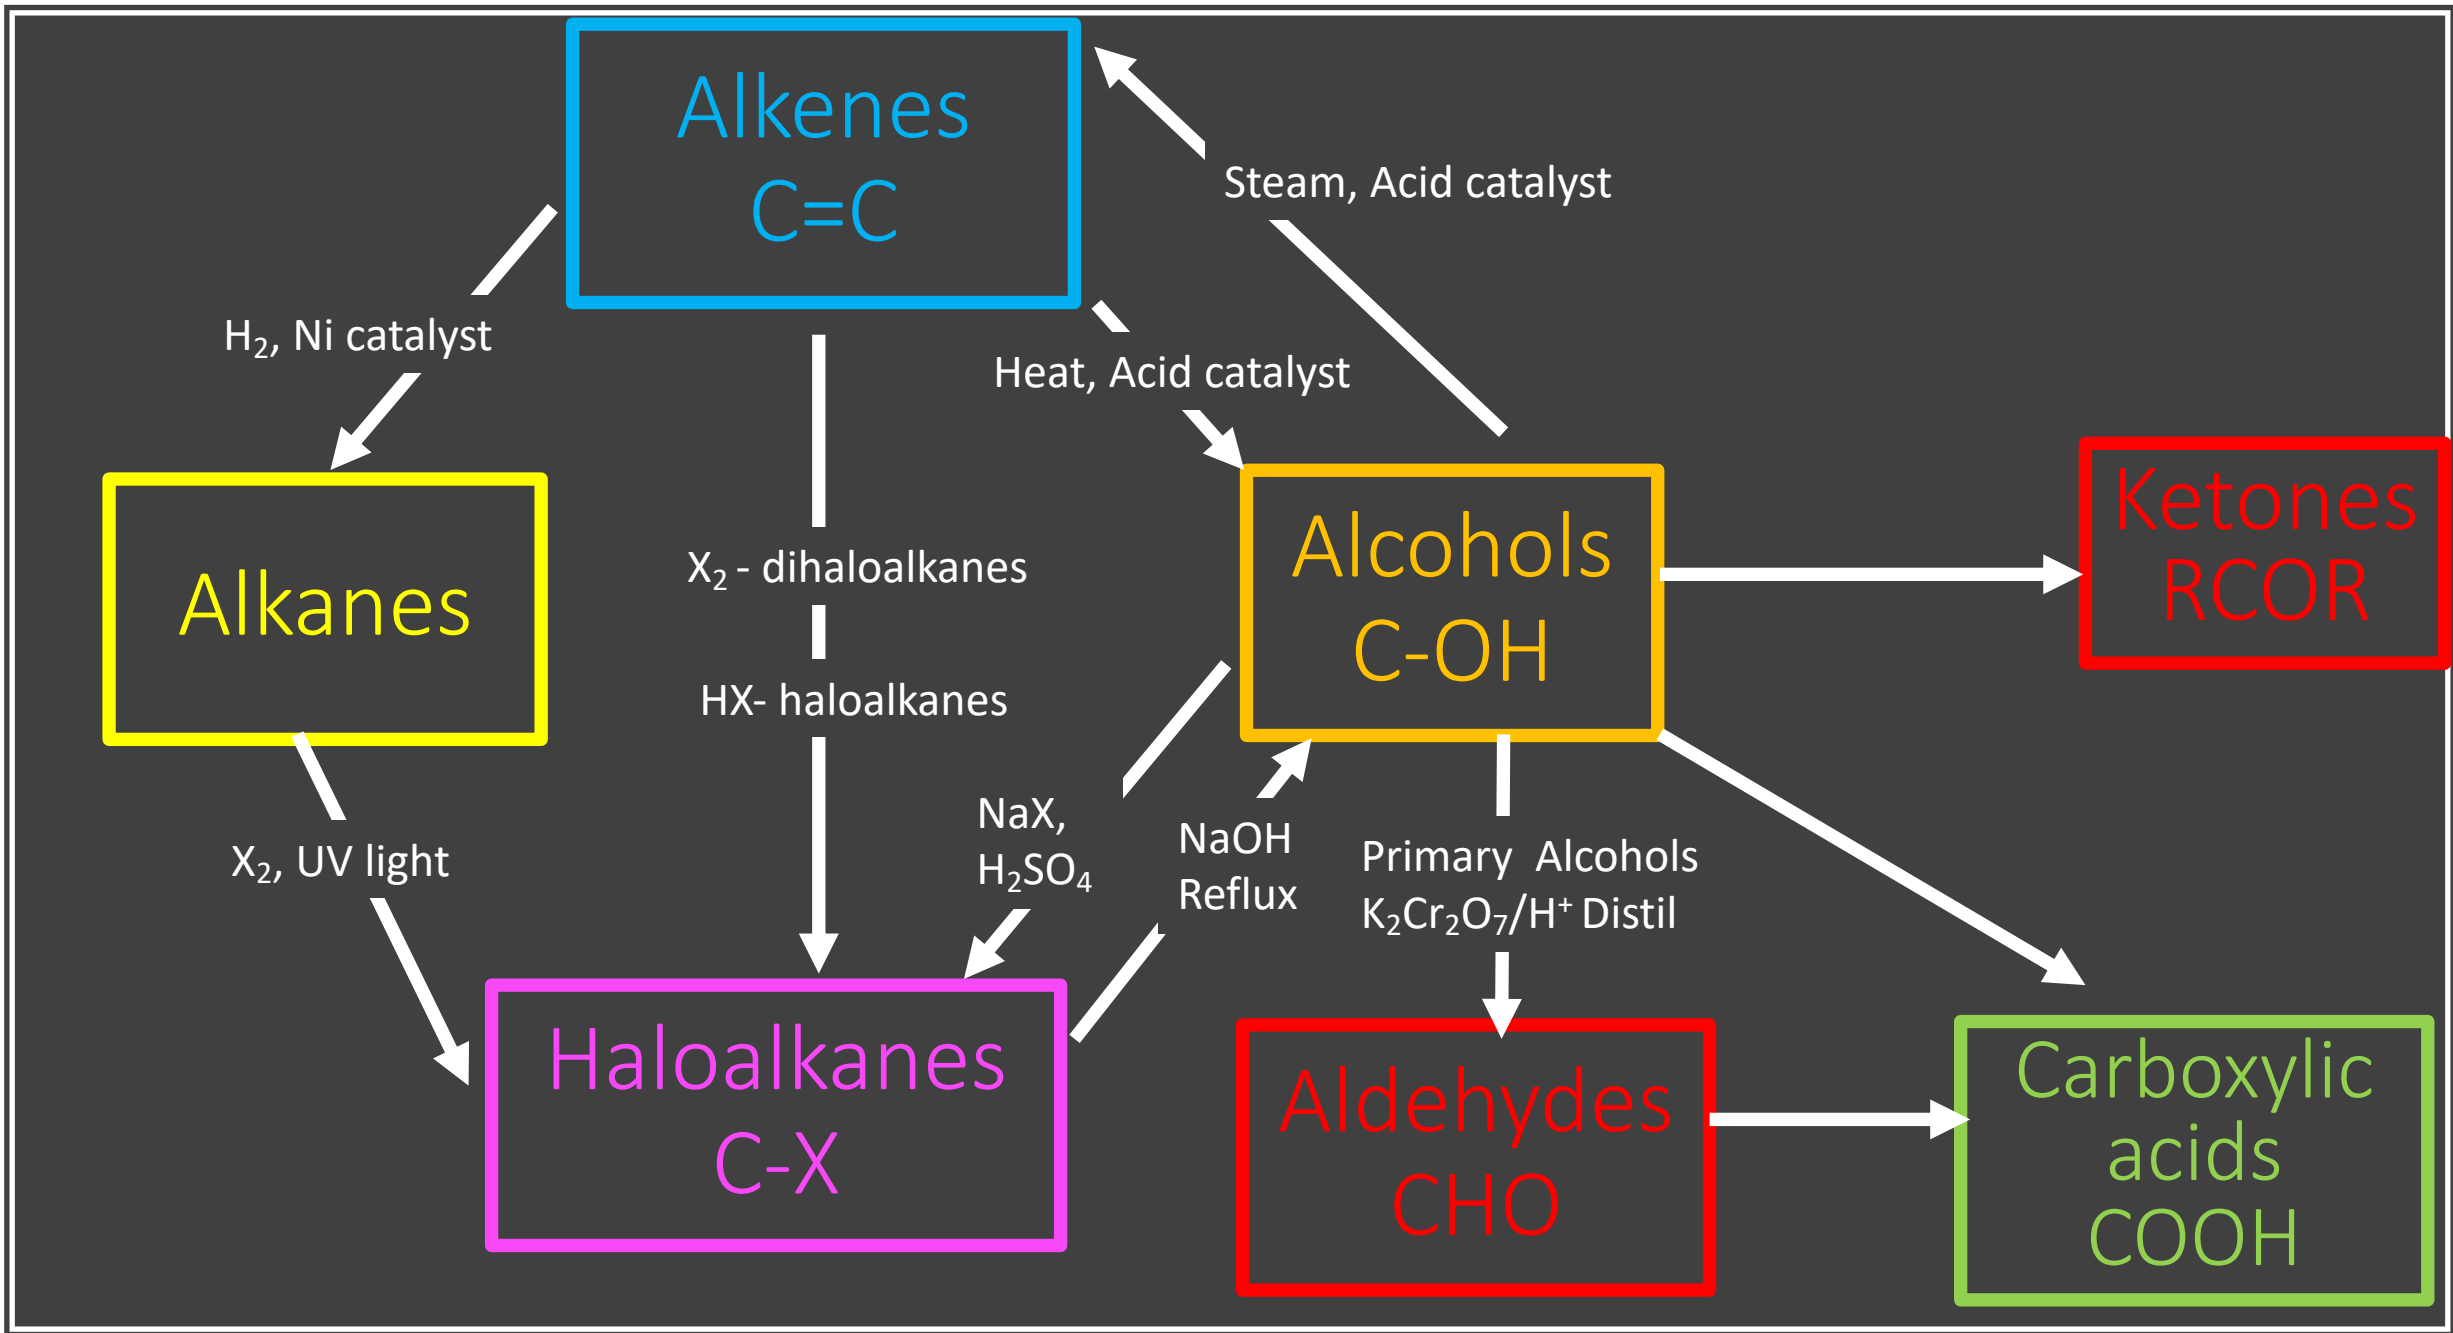 Alkenes
C=C
Steam, Acid catalyst
H₂, Ni catalyst
Heat, Acid catalyst
Alkanes
X₂ - dihaloalkanes
HX- haloalkanes
Alcohols
C-OH
Ketones
RCOR
X₂, UV light
NaX,
H₂SO₄
NaOH
Reflux
Primary Alcohols
K₂Cr₂O₇/H⁺ Distil
Haloalkanes
C-X
Aldehydes
CHO
Carboxylic
acids
COOH